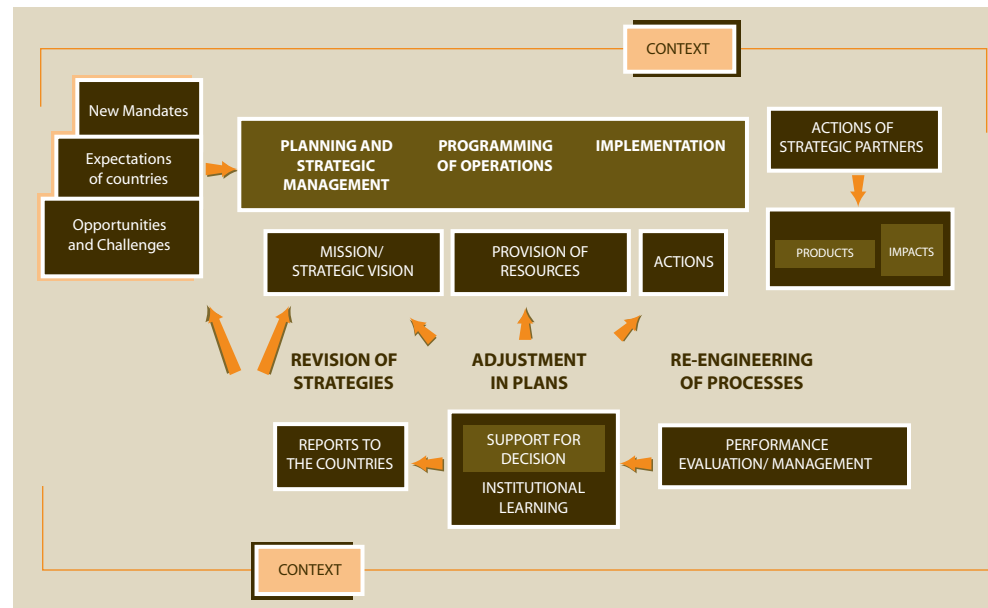 CONTEXT
New Mandates
Expectations
of countries
Opportunities
and Challenges
PLANNING AND
STRATEGIC
MANAGEMENT
PROGRAMMING
OF OPERATIONS
IMPLEMENTATION
ACTIONS OF
STRATEGIC PARTNERS
MISSION/
STRATEGIC VISION
PROVISION OF
RESOURCES
ACTIONS
PRODUCTS
IMPACTS
REVISION OF
STRATEGIES
ADJUSTMENT
IN PLANS
RE-ENGINEERING
OF PROCESSES
REPORTS TO
THE COUNTRIES
SUPPORT FOR
DECISION
INSTITUTIONAL
LEARNING
PERFORMANCE
EVALUATION/ MANAGEMENT
CONTEXT